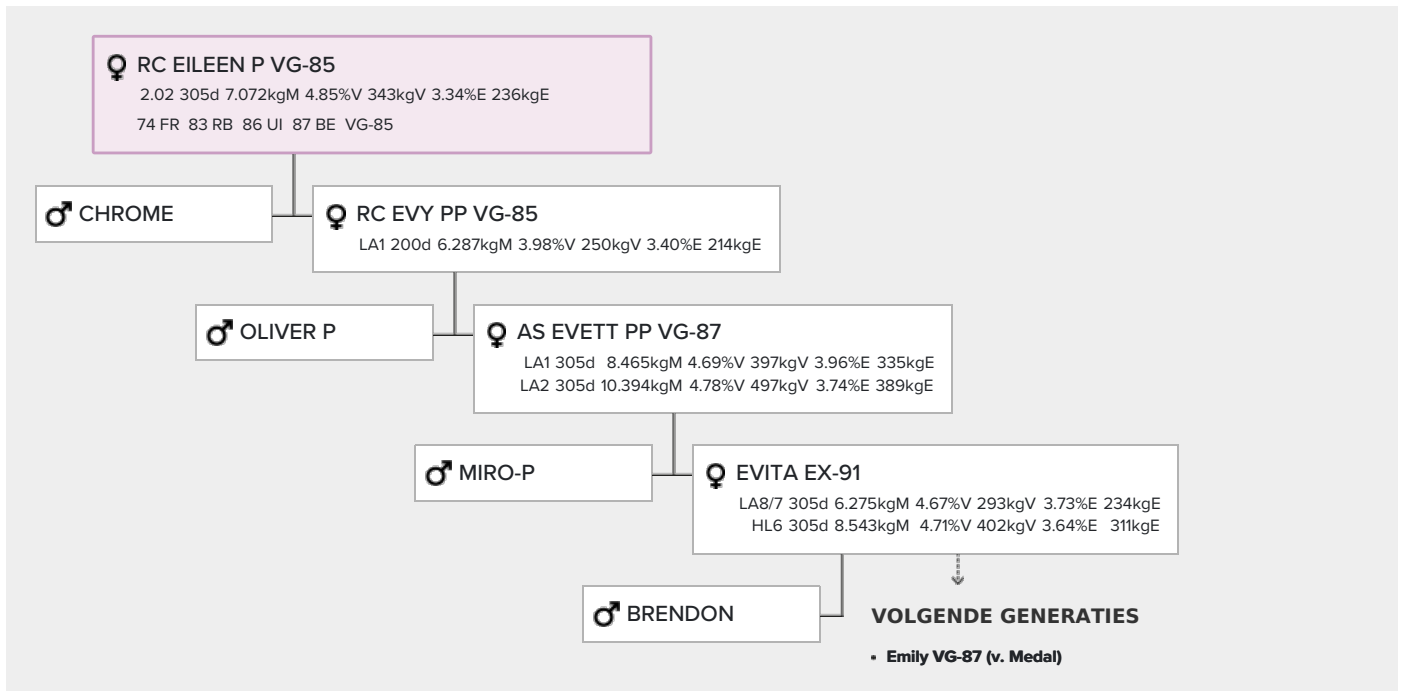 RC EILEEN P VG-85
2.02 305d 7.072kgM 4.85%V 343kgV 3.34%E 236kgE
74 FR 83 RB 86 UI 87 BE VG-85
CHROME
RC EVY PP VG-85
LA1 200d 6.287kgM 3.98%V 250kgV 3.40%E 214kgE
OLIVER P
AS EVETT PP VG-87
LA1 305d 8.465kgM 4.69%V 397kgV 3.96%E 335kgE
LA2 305d 10.394kgM 4.78%V 497kgV 3.74%E 389kgE
MIRO-P
EVITA EX-91
LA8/7 305d 6.275kgM 4.67%V 293kgV 3.73%E 234kgE
HL6 305d 8.543kgM 4.71%V 402kgV 3.64%E 311kgE
BRENDON
VOLGENDE GENERATIES
• Emily VG-87 (v. Medal)